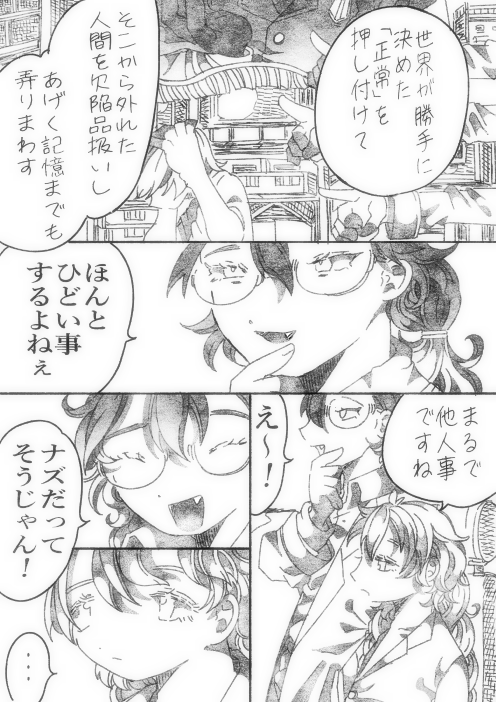 世界が勝手に
決めた
「正常」を
押し付けて
そこから外れた
人間を欠陥品扱いし
あげく記憶までも
弄りまわす
ほんと
ひどい事
するよねぇ
まるで
他人事
ですね
え〜！
ナズだって
そうじゃん！
・・・